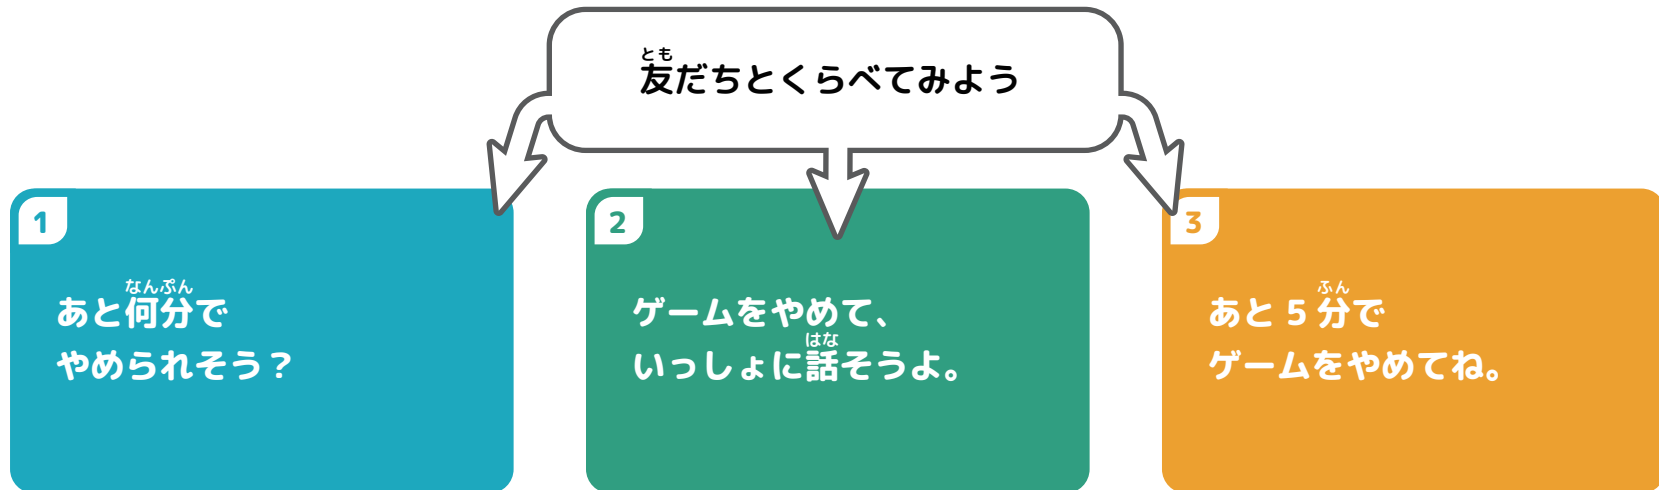 友だちとくらべてみよう
とも
1
あと何分で
なんぷん
やめられそう？
2
ゲームをやめて、
いっしょに話そうよ。
はな
3
あと5分で
ふん
ゲームをやめてね。